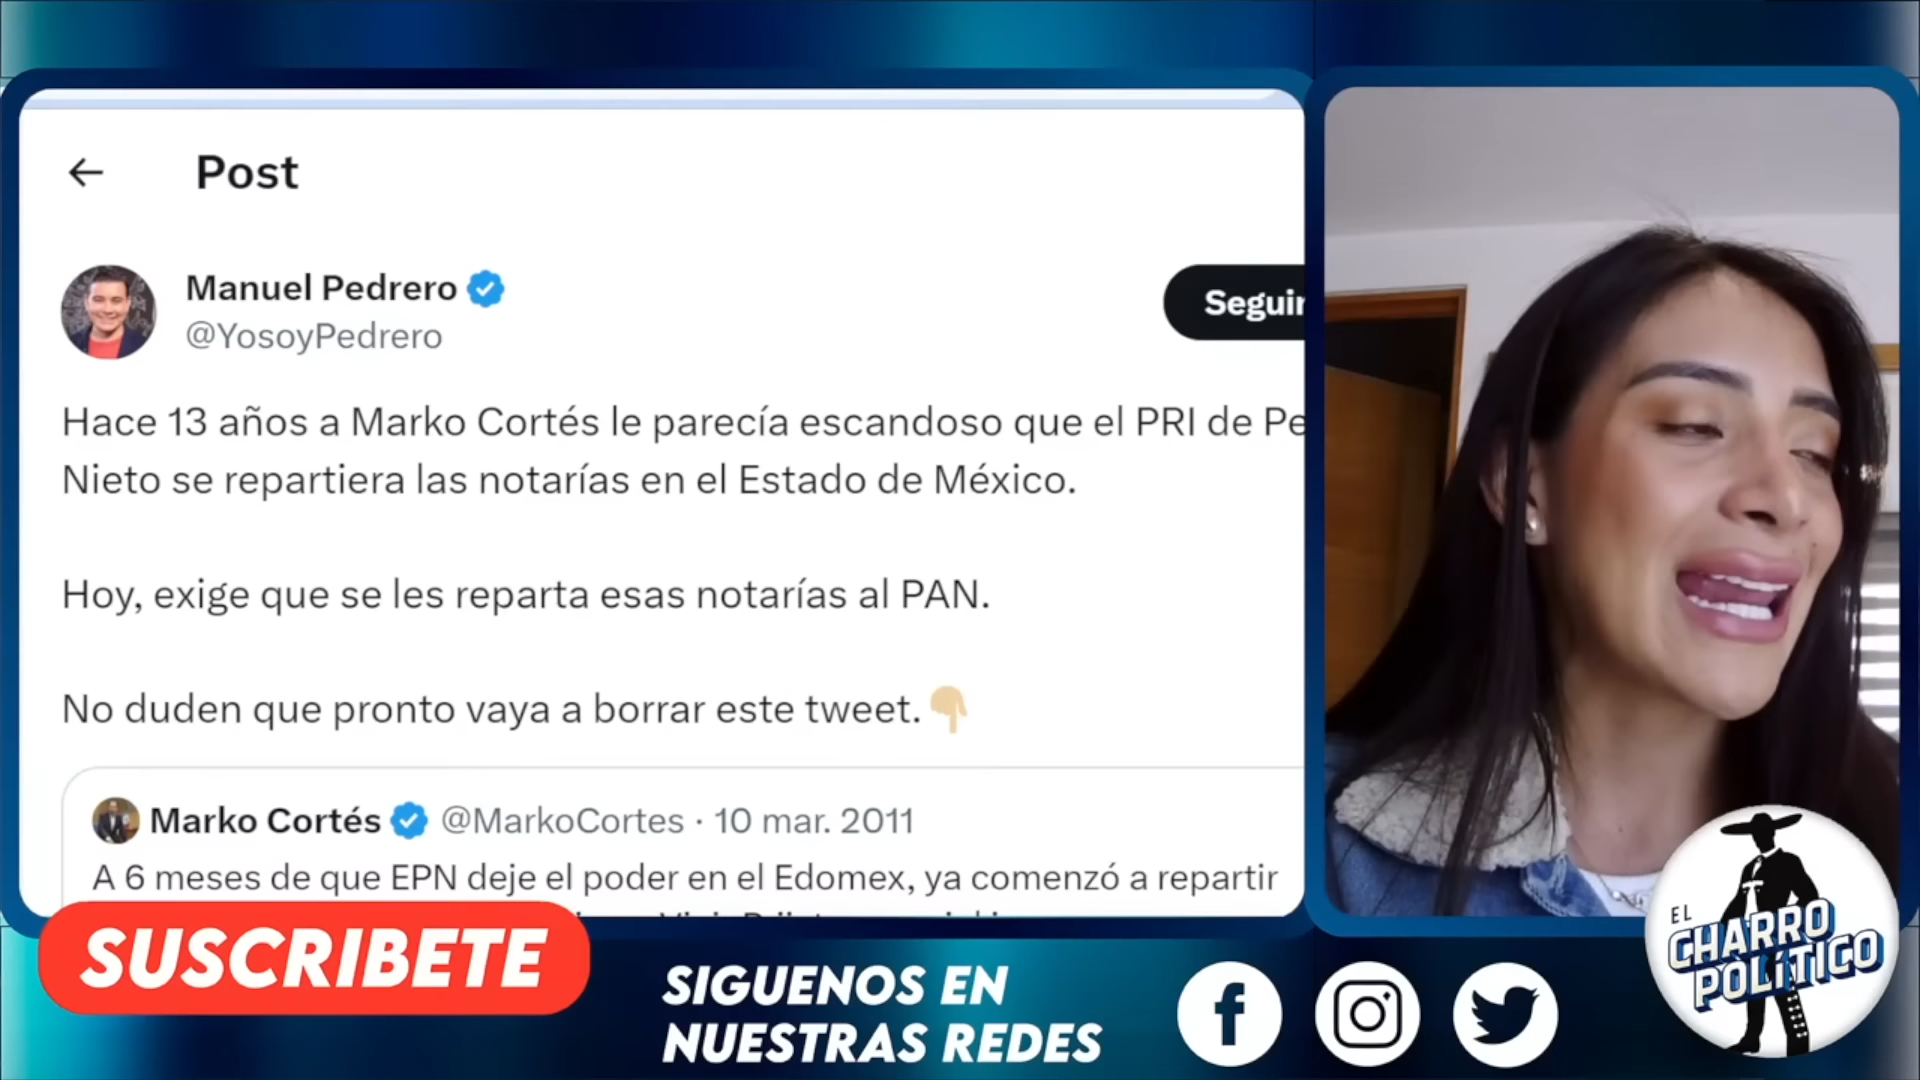 Post
Manuel Pedrero
@YosoyPedrero
Seguir
Hace 13 años a Marko Cortés le parecía escandoso que el PRI de Pe
Nieto se repartiera las notarías en el Estado de México.
Hoy, exige que se les reparta esas notarías al PAN.
No duden que pronto vaya a borrar este tweet.👇🏼
Marko Cortés @MarkoCortes · 10 mar. 2011
A 6 meses de que EPN deje el poder en el Edomex, ya comenzó a repartir
SUSCRIBETE
SIGUENOS EN
NUESTRAS REDES
EL
CHARRO
POLÍTICO